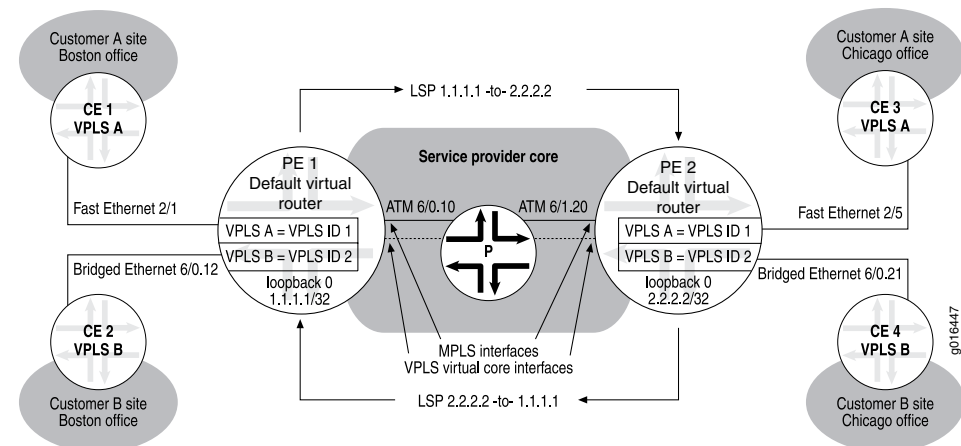 Customer A site
Boston office
CE 1
VPLS A
Fast Ethernet 2/1
Bridged Ethernet 6/0.12
CE 2
VPLS B
Customer B site
Boston office
LSP 1.1.1.1 -to- 2.2.2.2
Service provider core
PE 1
Default virtual
router
VPLS A = VPLS ID 1
VPLS B = VPLS ID 2
loopback 0
1.1.1.1/32
ATM 6/0.10
P
ATM 6/1.20
PE 2
Default virtual
router
VPLS A = VPLS ID 1
VPLS B = VPLS ID 2
loopback 0
2.2.2.2/32
MPLS interfaces
VPLS virtual core interfaces
LSP 2.2.2.2 -to- 1.1.1.1
Customer A site
Chicago office
CE 3
VPLS A
Fast Ethernet 2/5
Bridged Ethernet 6/0.21
CE 4
VPLS B
Customer B site
Chicago office
g016447